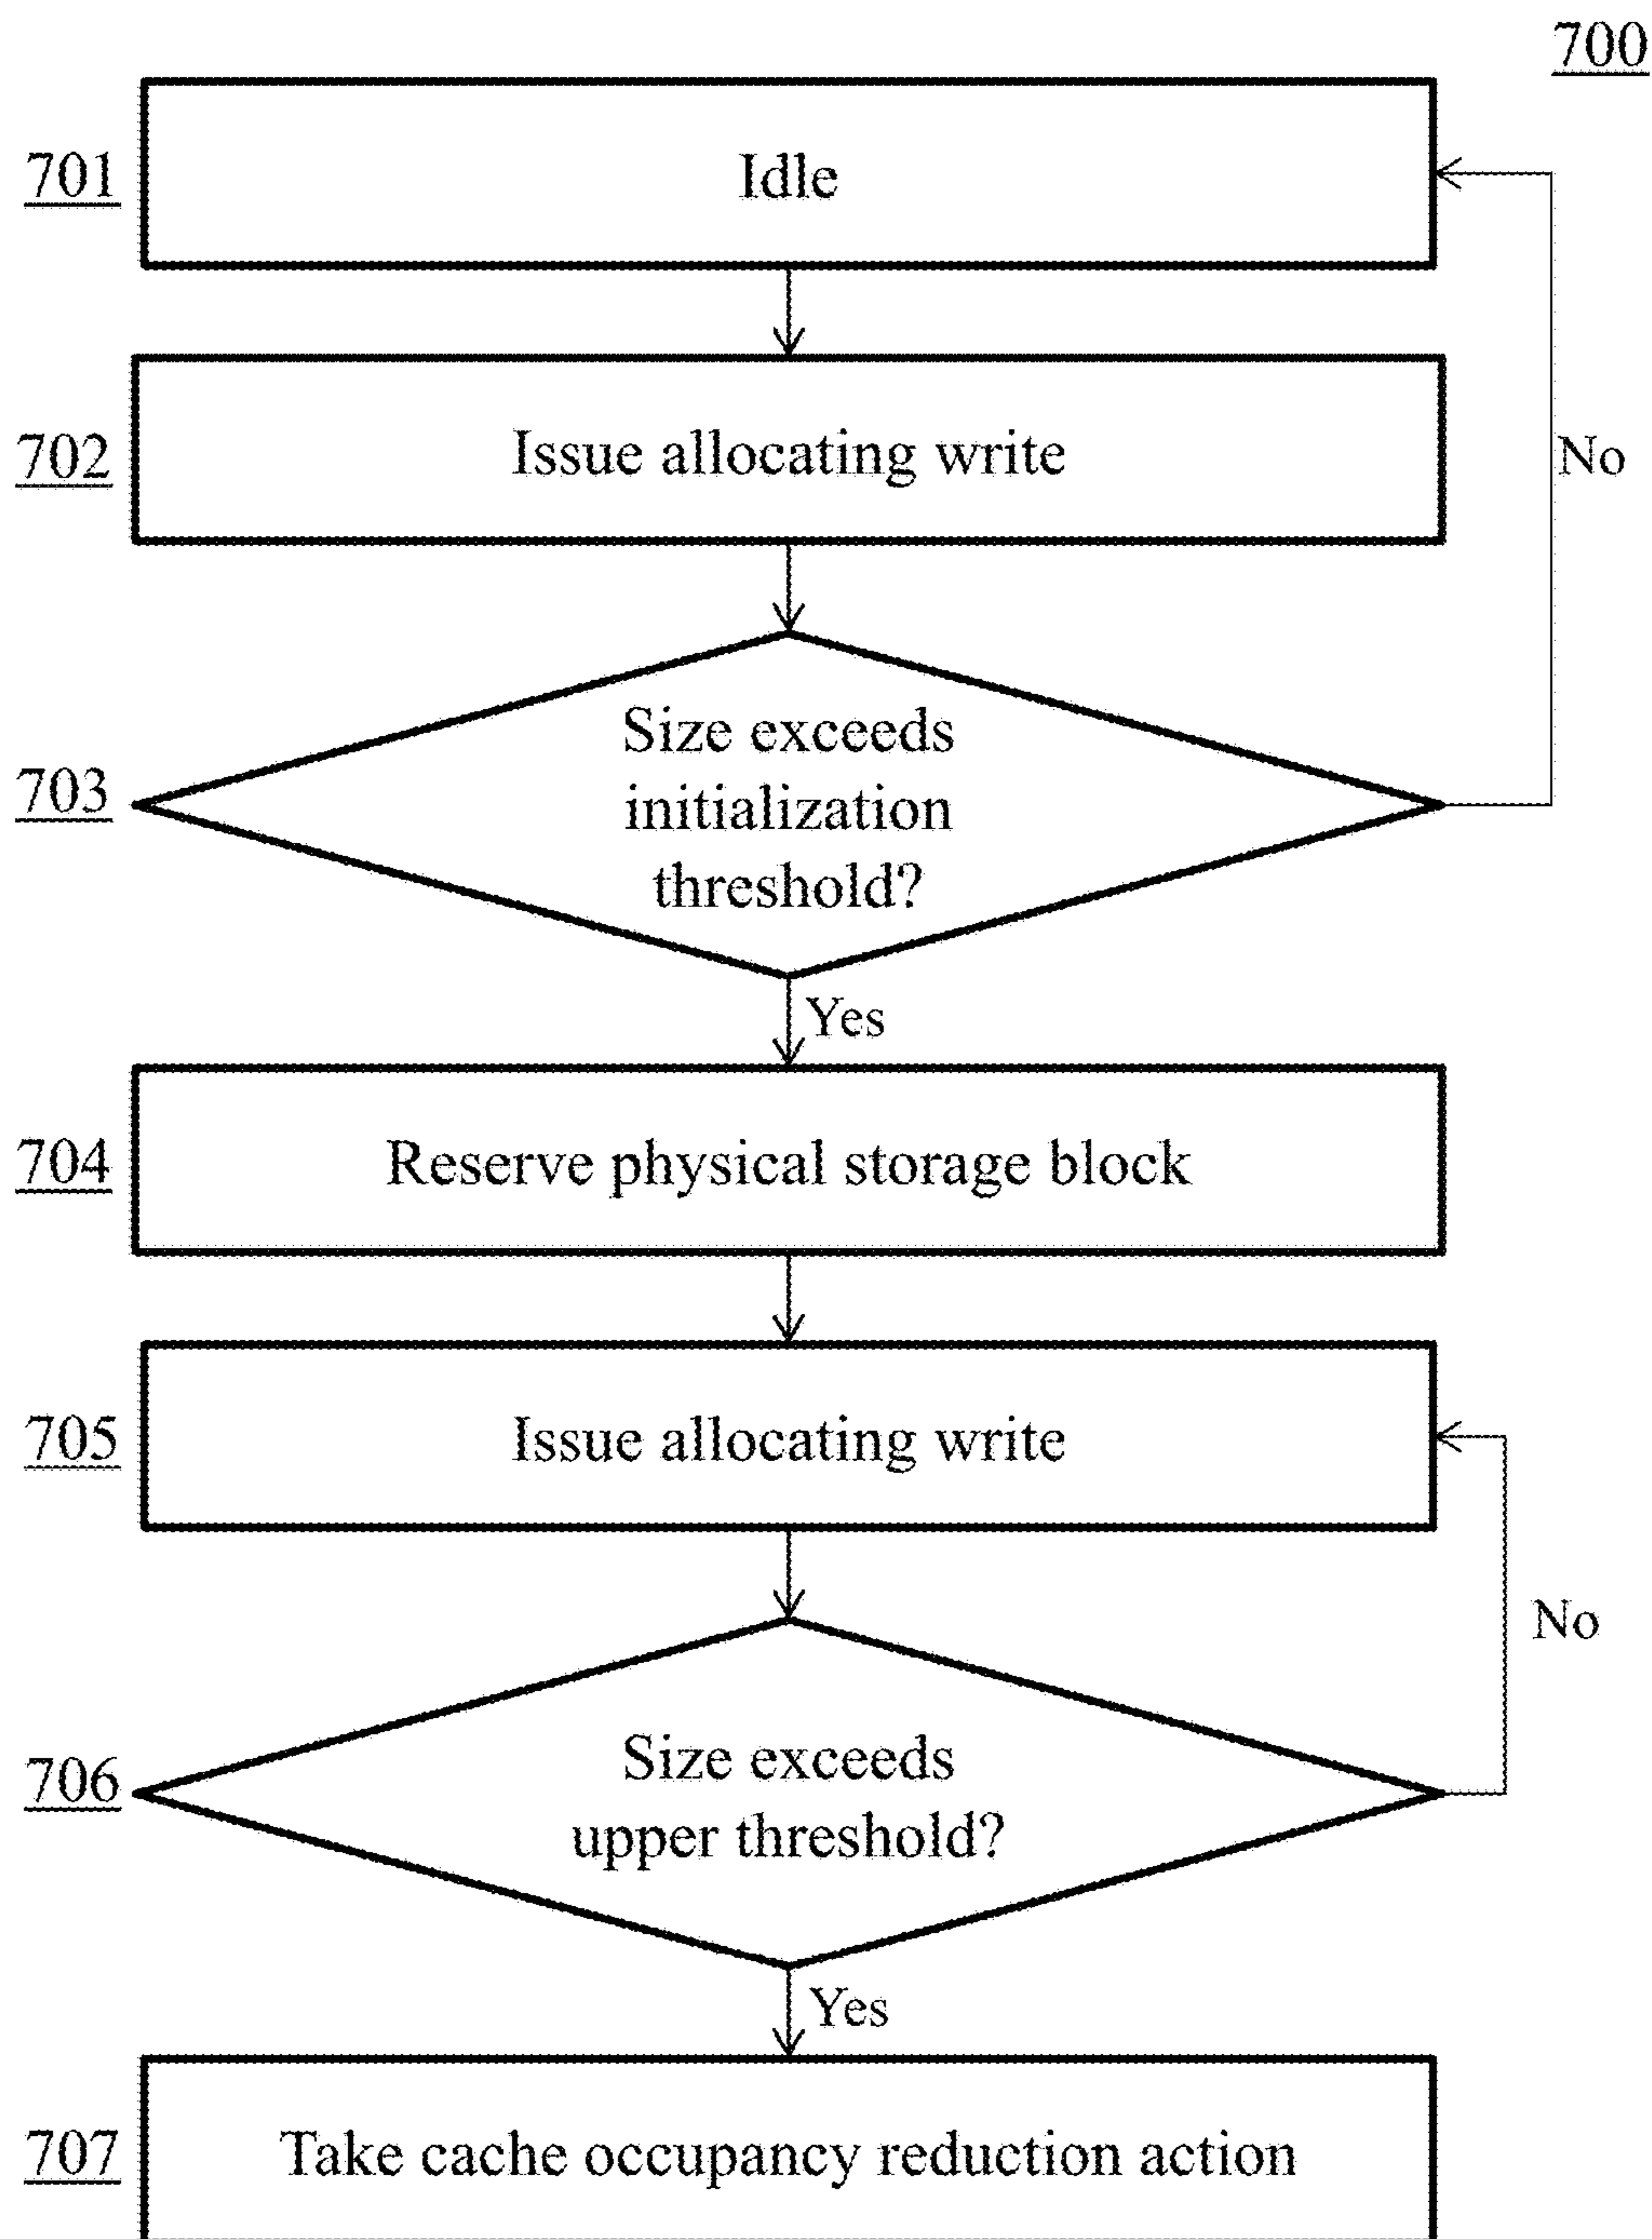 700
701
Idle
702
Issue allocating write
No
703
Size exceeds
initialization
threshold?
Yes
704
Reserve physical storage block
705
Issue allocating write
No
706
Size exceeds
upper threshold?
Yes
707
Take cache occupancy reduction action